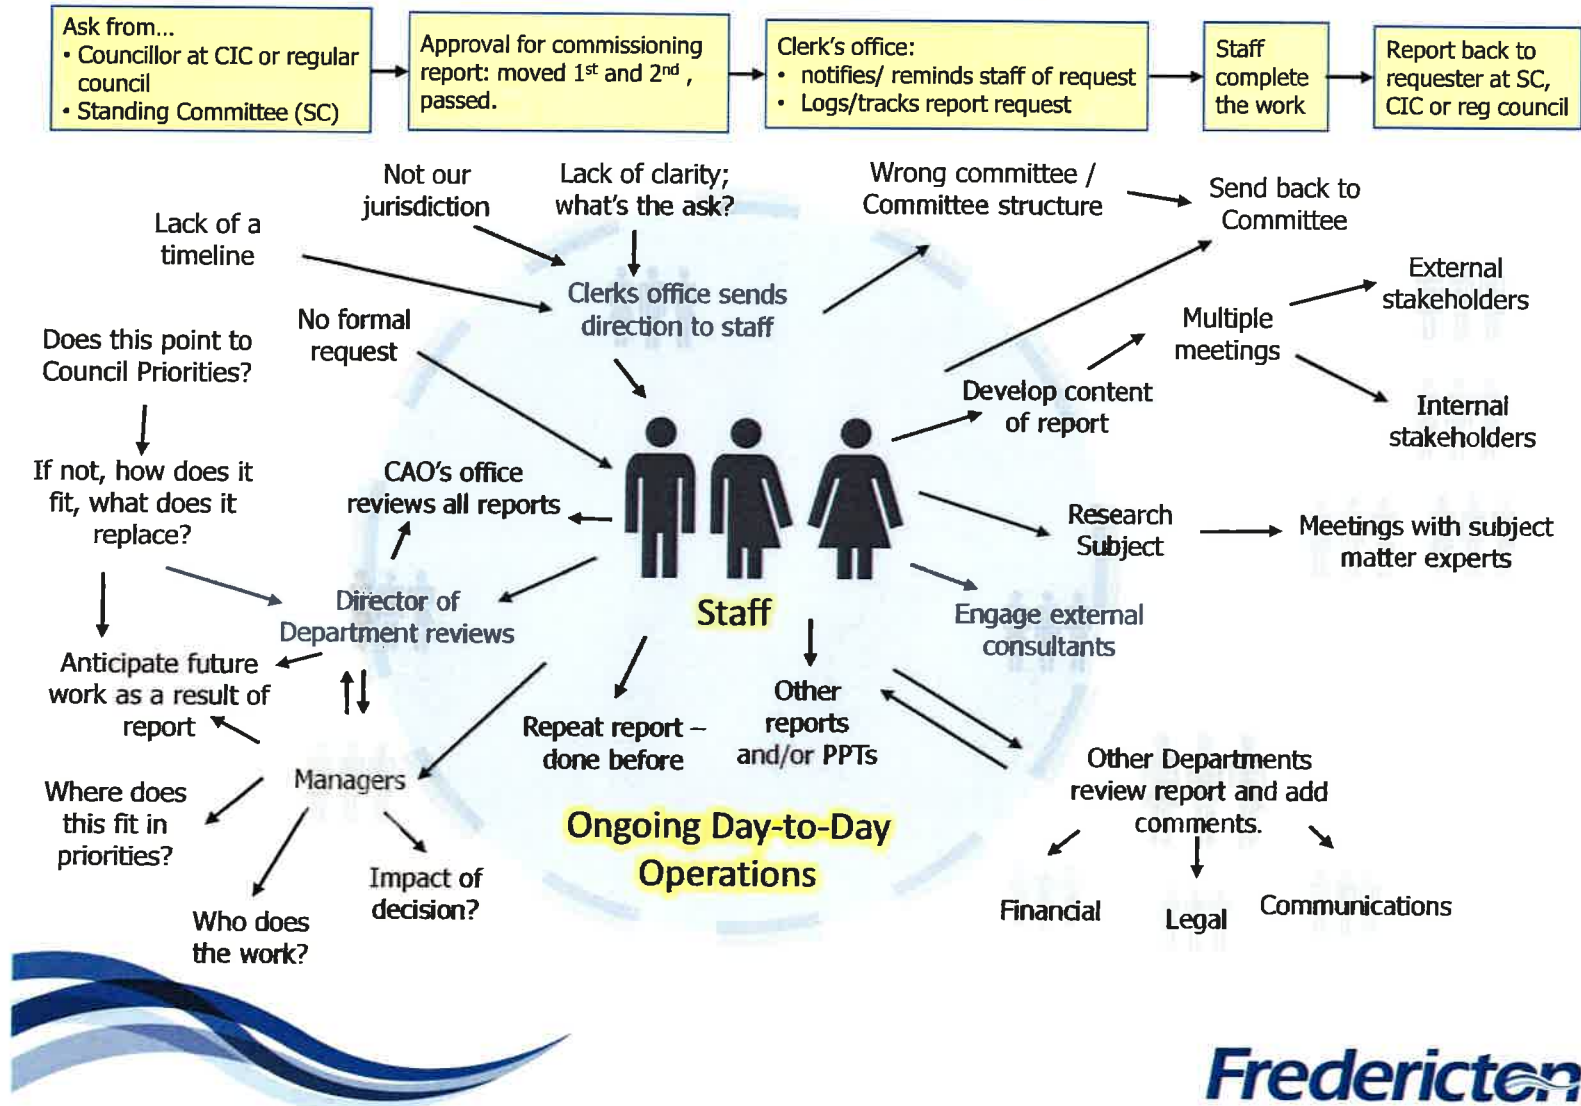 Ask from...
• Councillor at CIC or regular
council
• Standing Committee (SC)
Approval for commissioning
report: moved 1st and 2nd ,
passed.
Clerk's office:
• notifies/ reminds staff of request
• Logs/tracks report request
Staff
complete
the work
Report back to
requester at SC,
CIC or reg council
Not our
jurisdiction
Lack of clarity;
what's the ask?
Wrong committee /
Committee structure
Send back to
Committee
Lack of a
timeline
Clerks office sends
direction to staff
External
stakeholders
No formal
request
Multiple
meetings
Does this point to
Council Priorities?
Develop content
of report
Internal
stakeholders
If not, how does it
fit, what does it
replace?
CAO's office
reviews all reports
Research
Subject
Meetings with subject
matter experts
Director of
Department reviews
Staff
Engage external
consultants
Anticipate future
work as a result of
report
Repeat report –
done before
Other
reports
and/or PPTs
Other Departments
review report and add
comments.
Managers
Where does
this fit in
priorities?
Ongoing Day-to-Day
Operations
Impact of
decision?
Who does
the work?
Financial
Legal
Communications
Fredericton